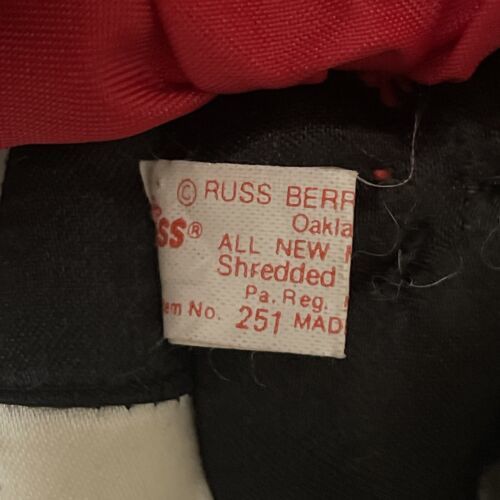 © RUSS BERR
Oakla
ss®
ALL NEW
Shredded
Pa. Reg.
em No. 251 MAD